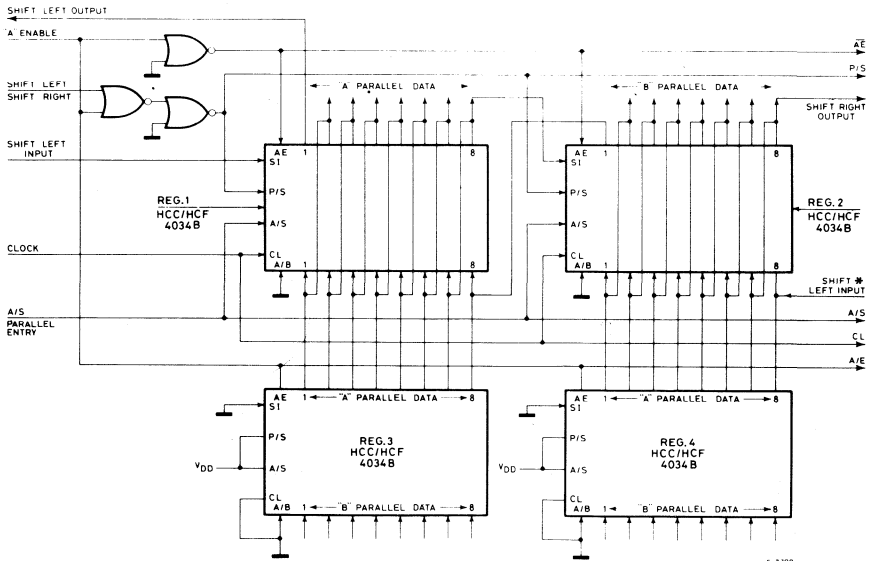 SHIFT LEFT OUTPUT
"A" ENABLE
AE
P/S
SHIFT LEFT
SHIFT RIGHT
"A" PARALLEL DATA
"B" PARALLEL DATA
SHIFT RIGHT
OUTPUT
SHIFT LEFT
INPUT
AE 1 8
SI
P/S
A/S
CL
A/B 1 8
REG.1
HCC/HCF
4034B
AE 1 8
SI
P/S
A/S
CL
A/B 1 8
REG.2
HCC/HCF
4034B
CLOCK
SHIFT *
LEFT INPUT
A/S
PARALLEL
ENTRY
A/S
CL
A/E
AE 1 "A" PARALLEL DATA 8
SI
P/S
REG.3
HCC/HCF
4034B
VDD
A/S
CL
A/B 1 "B" PARALLEL DATA 8
AE 1 "A" PARALLEL DATA 8
SI
P/S
REG.4
HCC/HCF
4034B
VDD
A/S
CL
A/B 1 "B" PARALLEL DATA 8